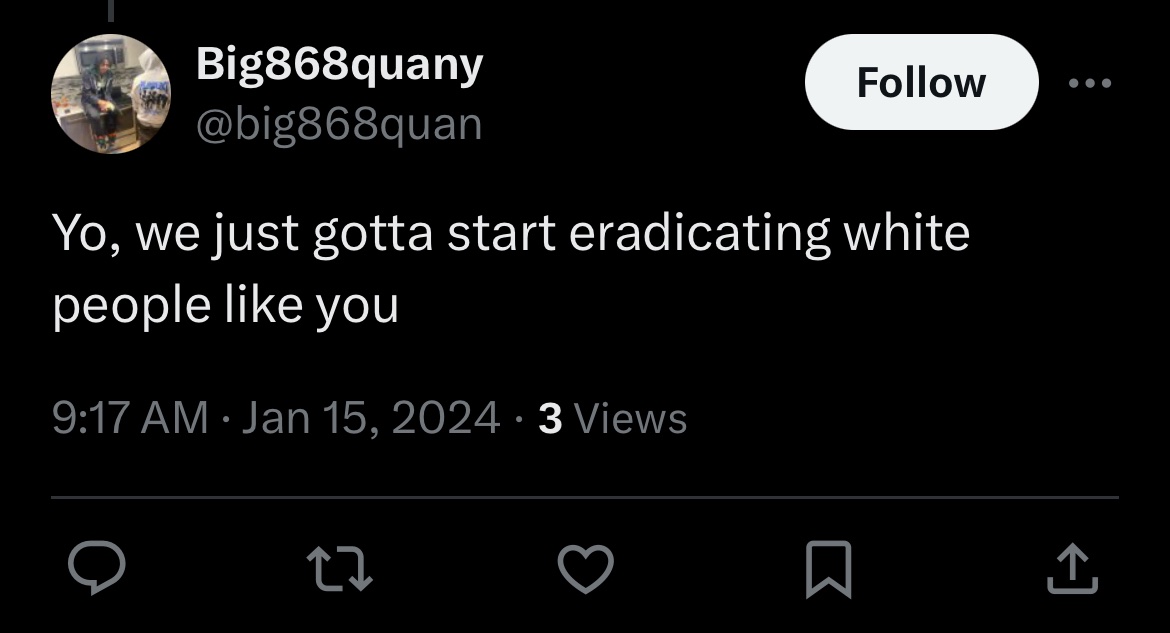 Big868quany
Follow
@big868quan
Yo, we just gotta start eradicating white
people like you
9:17 AM · Jan 15, 2024 · 3 Views